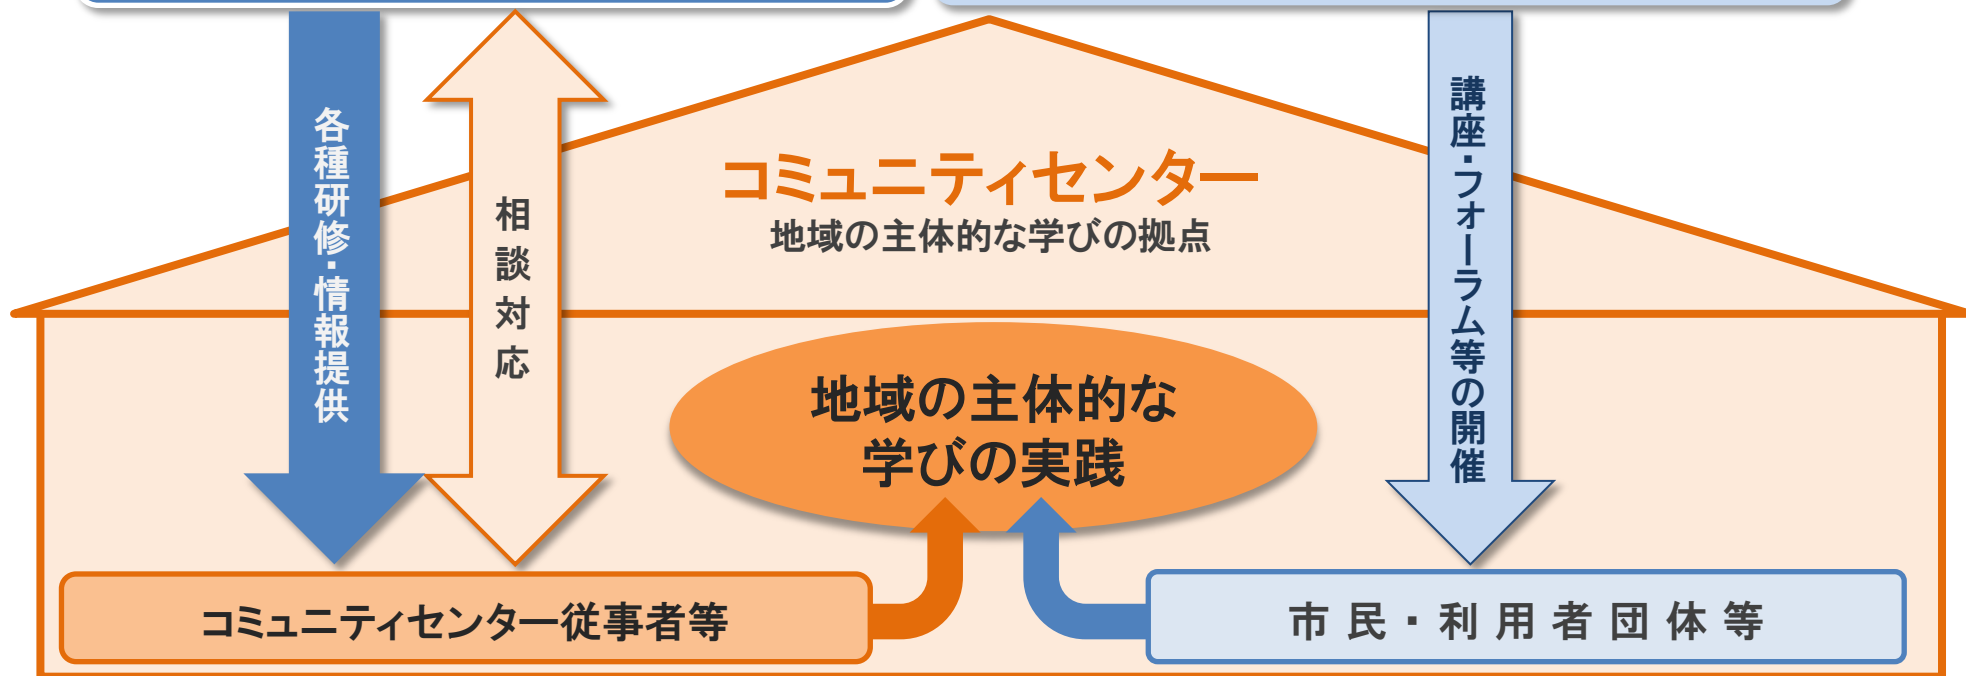 各種研修・情報提供
相談対応
コミュニティセンター
地域の主体的な学びの拠点
講座・フォーラム等の開催
地域の主体的な
学びの実践
コミュニティセンター従事者等
市民・利用者団体等